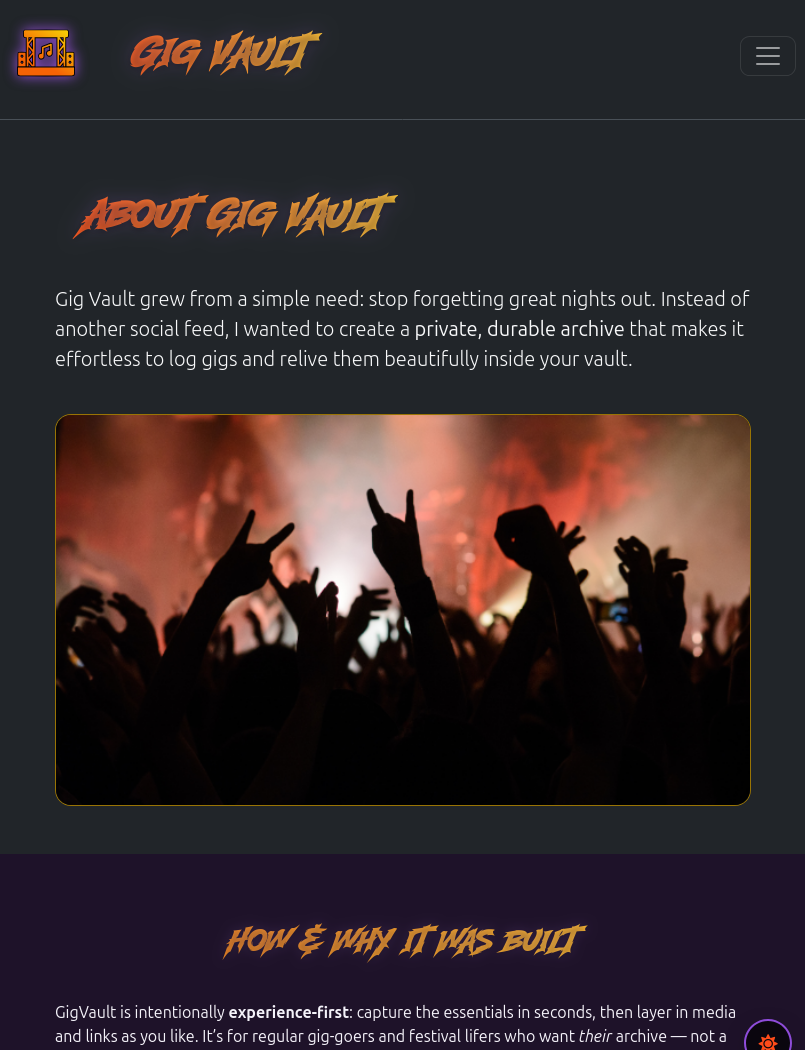 Gig Vault
About Gig Vault
Gig Vault grew from a simple need: stop forgetting great nights out. Instead of
another social feed, I wanted to create a private, durable archive that makes it
effortless to log gigs and relive them beautifully inside your vault.
How & why it was built
GigVault is intentionally experience-first: capture the essentials in seconds, then layer in media
and links as you like. It’s for regular gig-goers and festival lifers who want their archive — not a